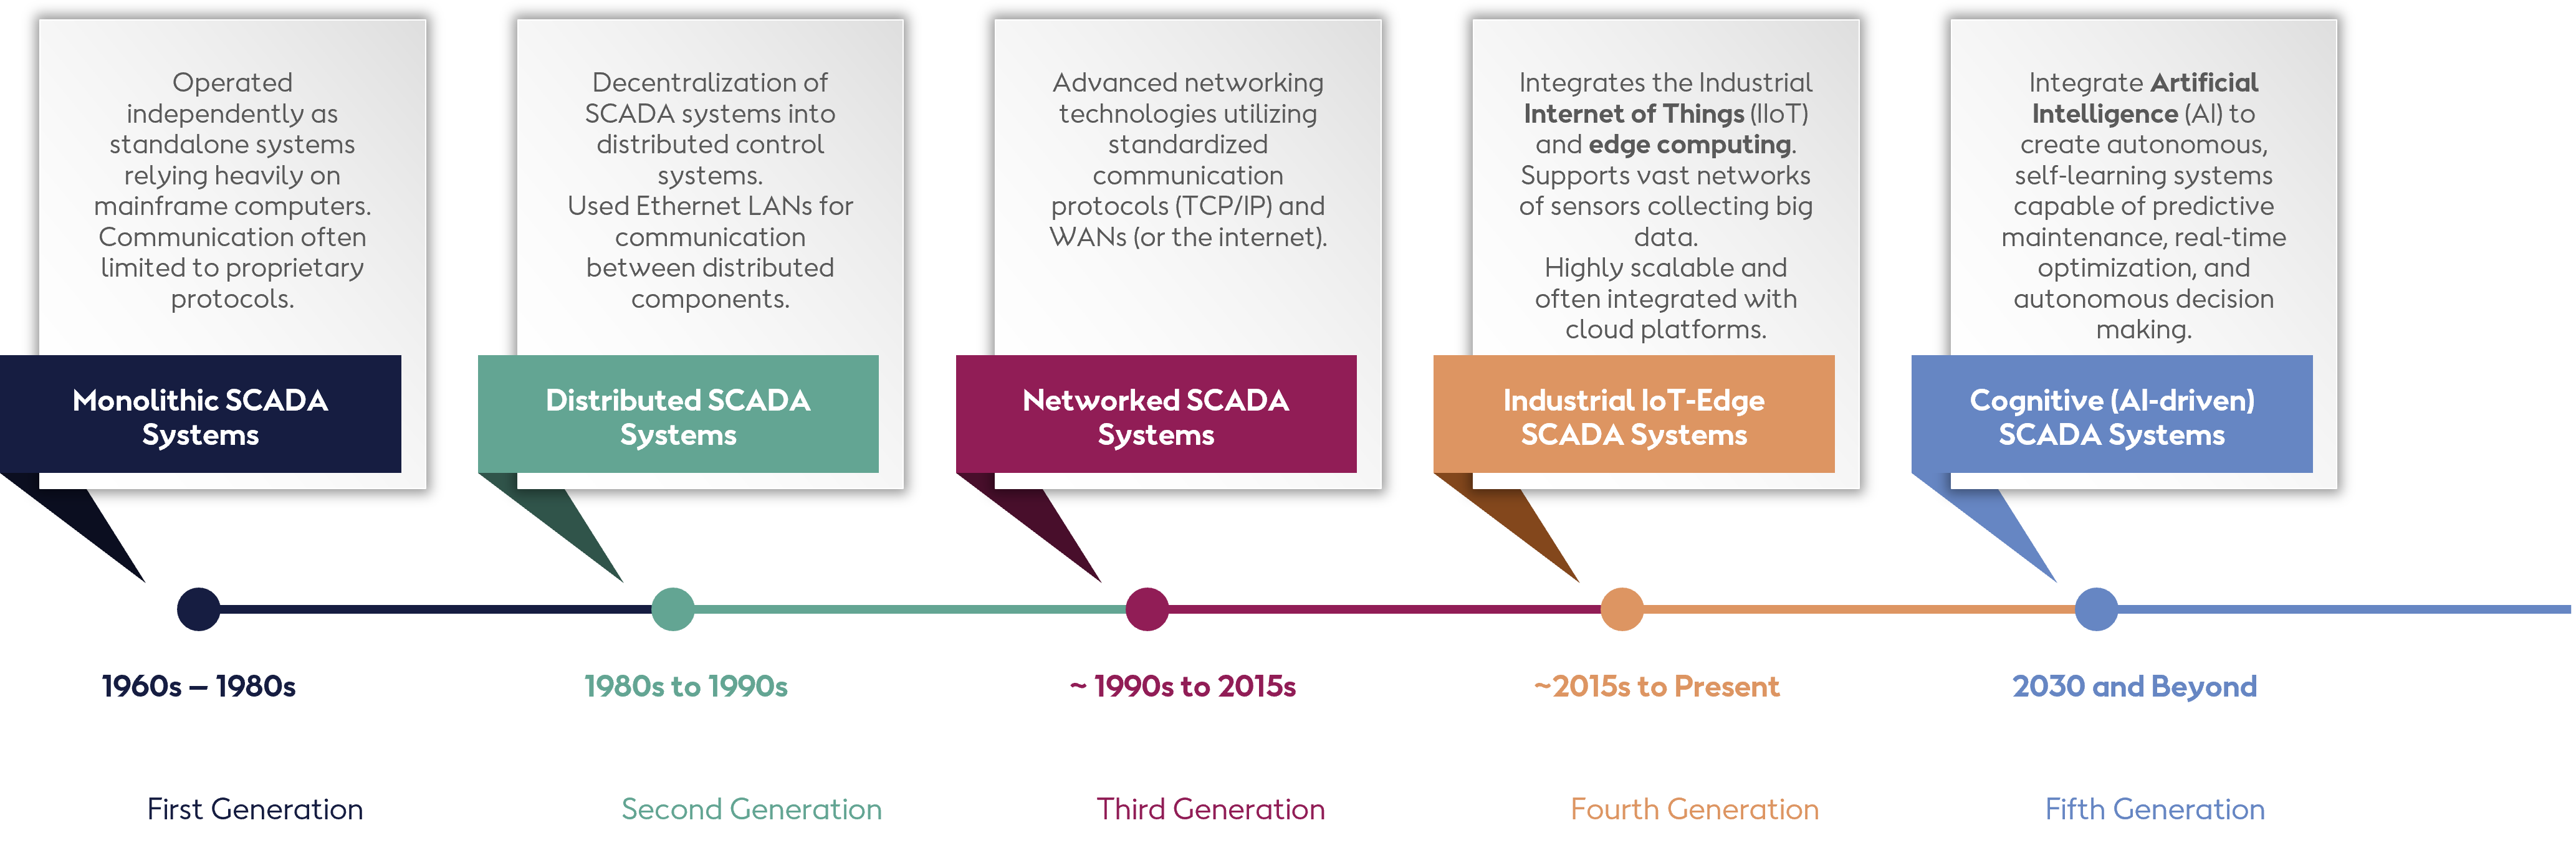 Operated
independently as
standalone systems
relying heavily on
mainframe computers.
Communication often
limited to proprietary
protocols.
Monolithic SCADA
Systems
1960s – 1980s
First Generation
Decentralization of
SCADA systems into
distributed control
systems.
Used Ethernet LANs for
communication
between distributed
components.
Distributed SCADA
Systems
1980s to 1990s
Second Generation
Advanced networking
technologies utilizing
standardized
communication
protocols (TCP/IP) and
WANs (or the internet).
Networked SCADA
Systems
~ 1990s to 2015s
Third Generation
Integrates the Industrial
Internet of Things (IIoT)
and edge computing.
Supports vast networks
of sensors collecting big
data.
Highly scalable and
often integrated with
cloud platforms.
Industrial IoT-Edge
SCADA Systems
~2015s to Present
Fourth Generation
Integrate Artificial
Intelligence (AI) to
create autonomous,
self-learning systems
capable of predictive
maintenance, real-time
optimization, and
autonomous decision
making.
Cognitive (AI-driven)
SCADA Systems
2030 and Beyond
Fifth Generation